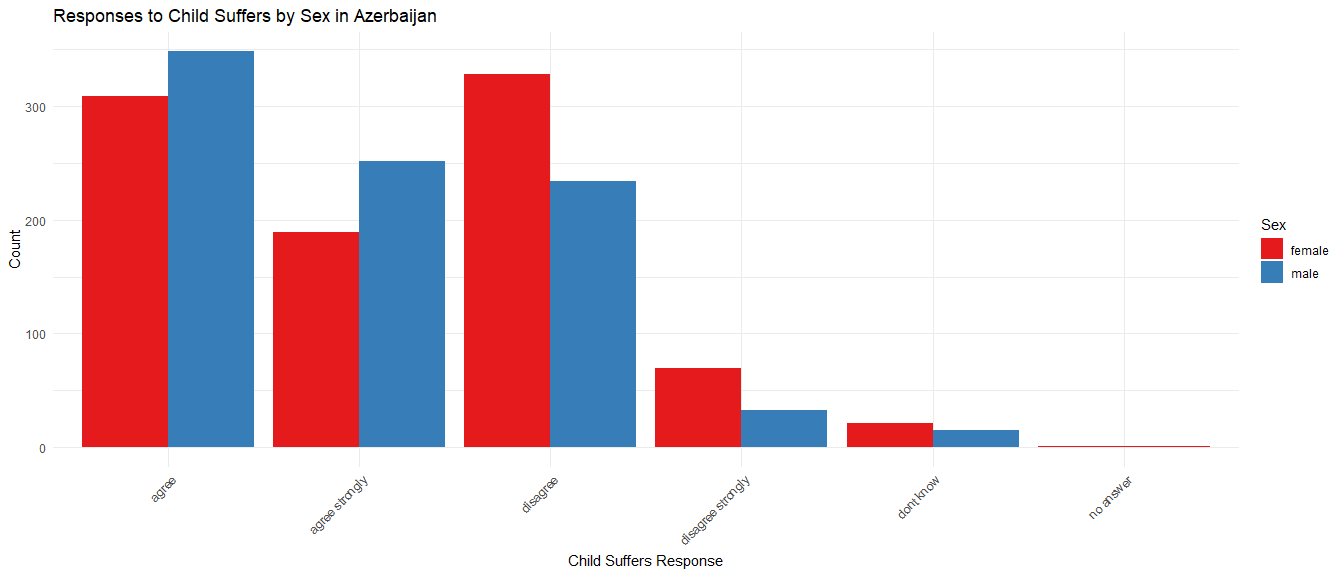 Responses to Child Suffers by Sex in Azerbaijan
300
200
100
0
Count
agree
agree strongly
disagree
disagree strongly
dont know
no answer
Child Suffers Response
Sex
female
male